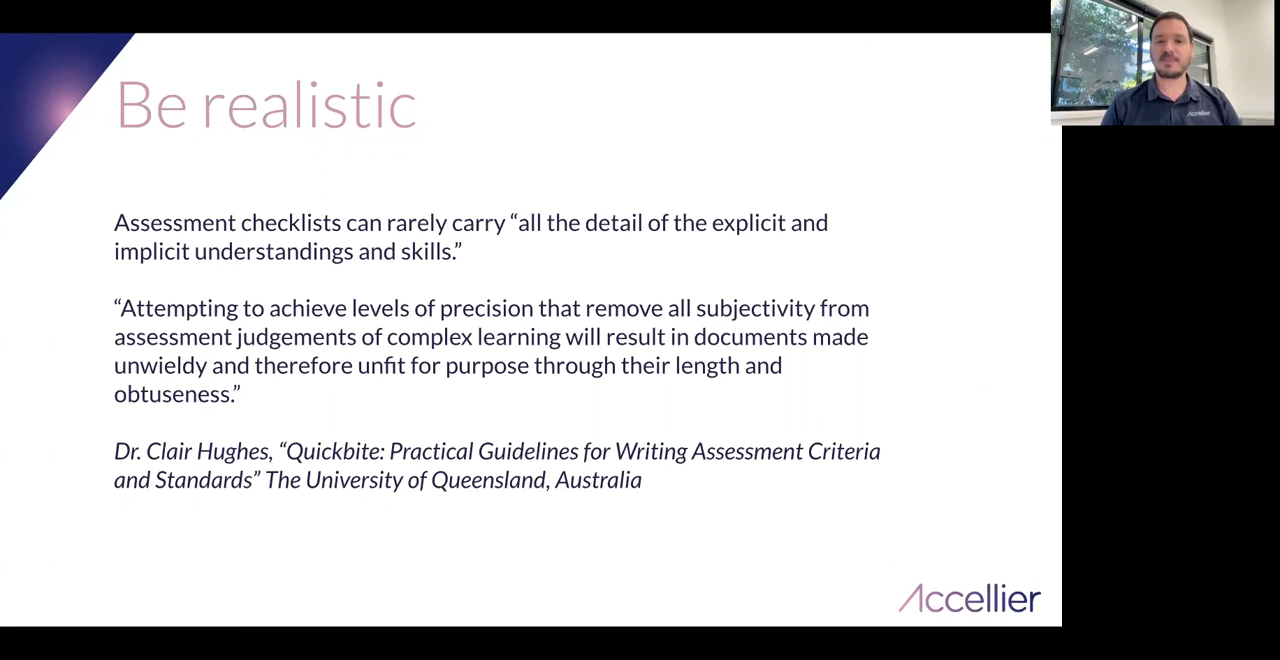 Be realistic
Assessment checklists can rarely carry “all the detail of the explicit and
implicit understandings and skills.”
“Attempting to achieve levels of precision that remove all subjectivity from
assessment judgements of complex learning will result in documents made
unwieldy and therefore unfit for purpose through their length and
obtuseness.”
Dr. Clair Hughes, “Quickbite: Practical Guidelines for Writing Assessment Criteria
and Standards” The University of Queensland, Australia
Accellier
Accellier